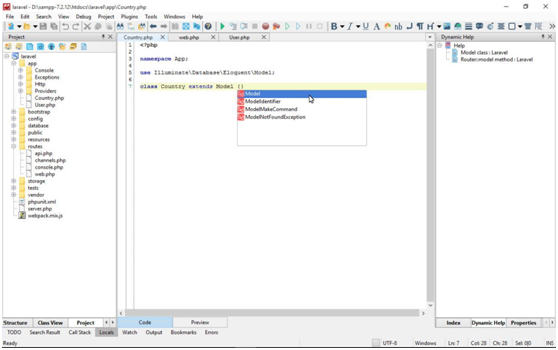 laravel - D:\xampp-7.2.12\htdocs\laravel\app\Country.php
File Edit Search View Debug Project Plugins Tools Windows Help
Project
laravel
app
Console
Exceptions
Http
Providers
Country.php
User.php
bootstrap
config
database
public
resources
routes
api.php
channels.php
console.php
web.php
storage
tests
vendor
phpunit.xml
server.php
webpack.mix.js
Structure Class View Project
Country.php web.php User.php
1 <?php
2
3 namespace App;
4
5 use Illuminate\Database\Eloquent\Model;
6
7 class Country extends Model {}
Model
ModelIdentifier
ModelMakeCommand
ModelNotFoundException
Code Preview
Dynamic Help
Help
Model class : Laravel
Router::model method : Laravel
Index Dynamic Help Properties
TODO Search Result Call Stack Locals Watch Output Bookmarks Errors
Ready UTF-8 Windows Ln: 7 Col: 28 Ch: 28 Sel: 0|0 INS